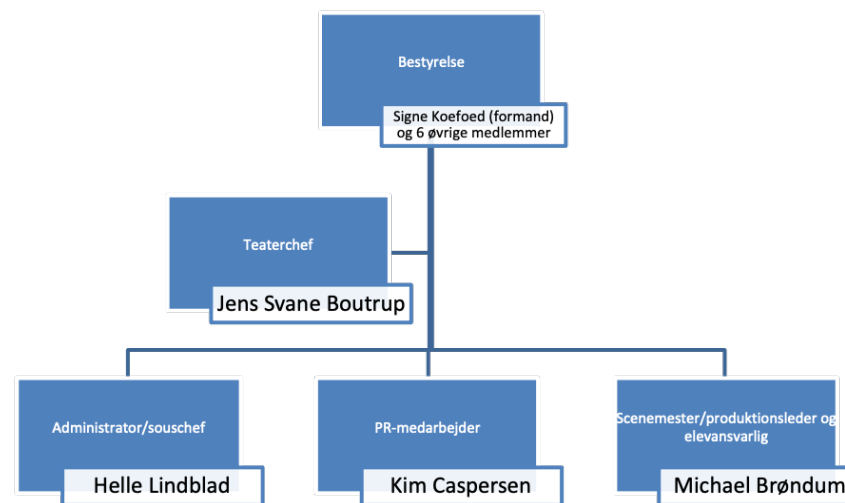 Bestyrelse
Signe Koefoed (formand)
og 6 øvrige medlemmer
Teaterchef
Jens Svane Boutrup
Administrator/souschef
Helle Lindblad
PR-medarbejder
Kim Caspersen
Scenemester/produktionsleder og
elevansvarlig
Michael Brøndum